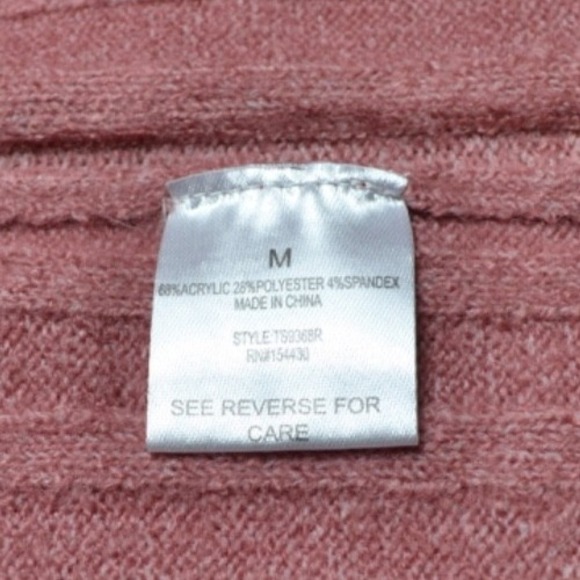 M
68%ACRYLIC 28%POLYESTER 4%SPANDEX
MADE IN CHINA
STYLE:TS9368R
RN#154430
SEE REVERSE FOR
CARE